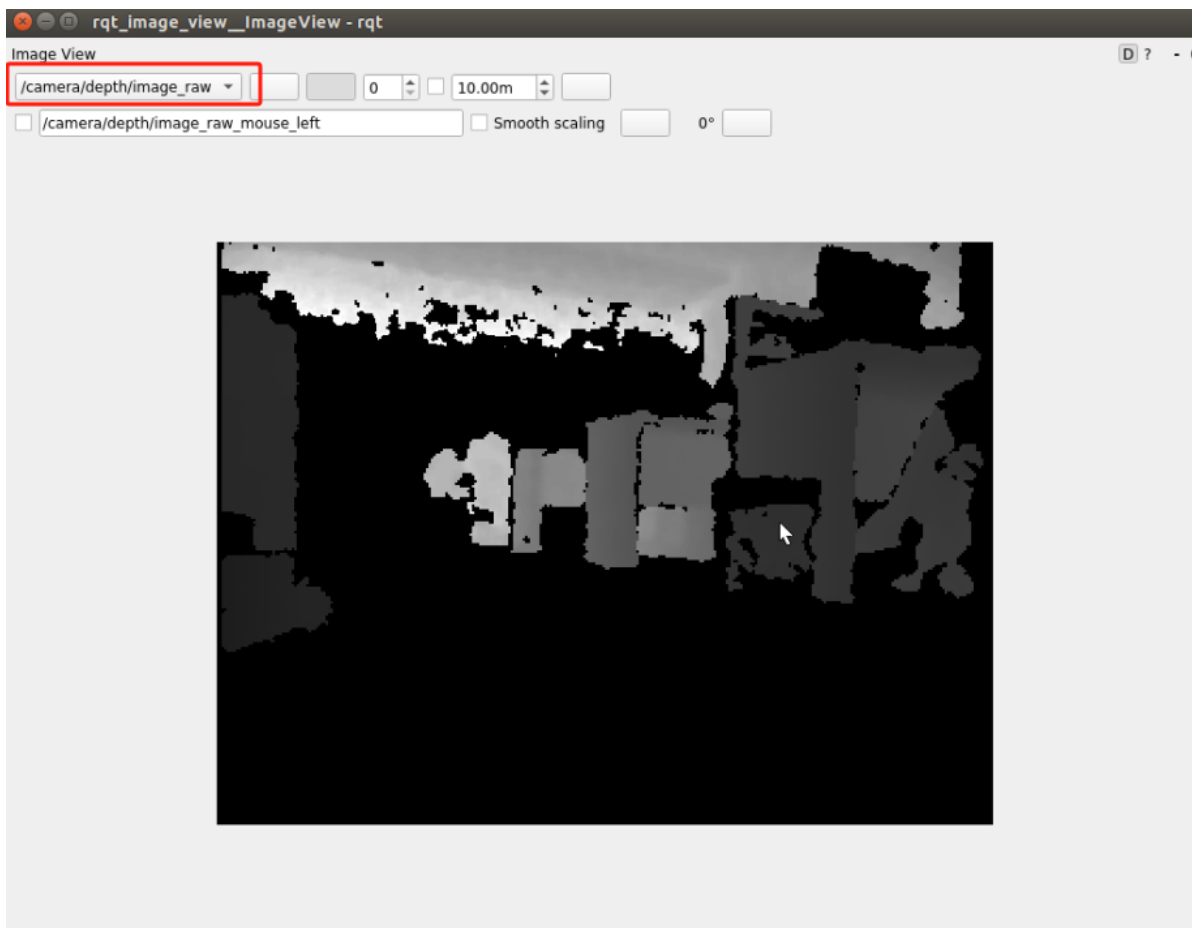 rqt_image_view__ImageView - rqt
Image View
D ? -
/camera/depth/image_raw 0 10.00m
/camera/depth/image_raw_mouse_left Smooth scaling 0°